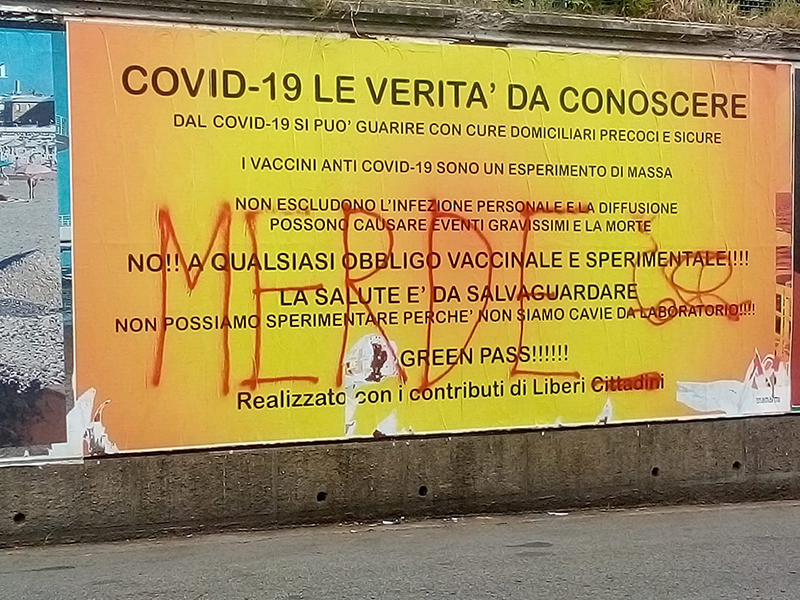 COVID-19 LE VERITA' DA CONOSCERE
DAL COVID-19 SI PUO' GUARIRE CON CURE DOMICILIARI PRECOCI E SICURE
I VACCINI ANTI COVID-19 SONO UN ESPERIMENTO DI MASSA
NON ESCLUDONO L'INFEZIONE PERSONALE E LA DIFFUSIONE
POSSONO CAUSARE EVENTI GRAVISSIMI E LA MORTE
MERDE
NO!! A QUALSIASI OBBLIGO VACCINALE E SPERIMENTALE!!!!
LA SALUTE E' DA SALVAGUARDARE
NON POSSIAMO SPERIMENTARE PERCHE' NON SIAMO CAVIE DA LABORATORIO!!!!
GREEN PASS!!!!!!
Realizzato con i contributi di Liberi Cittadini